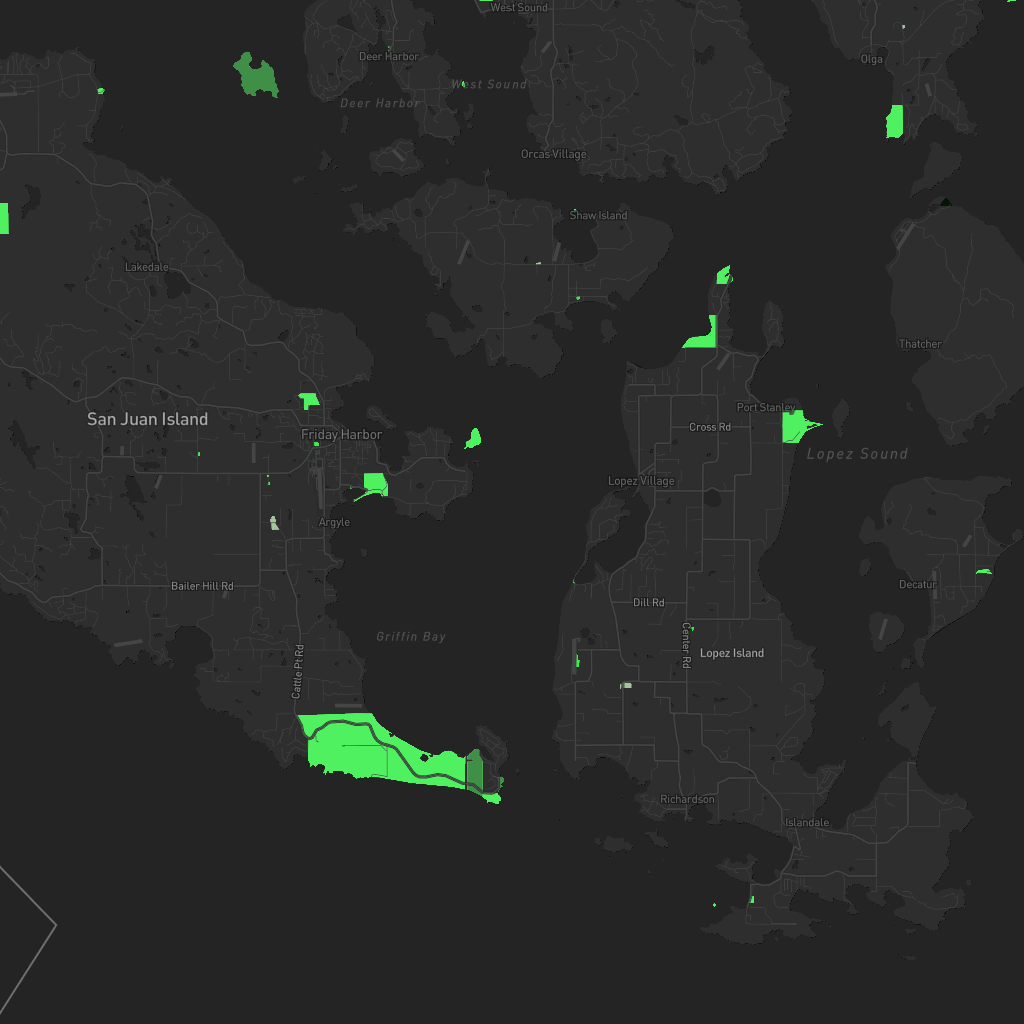 West Sound
Deer Harbor
Olga
West Sound
Deer Harbor
Orcas Village
Shaw Island
Lakedale
Thatcher
Port Stanley
San Juan Island
Cross Rd
Friday Harbor
Lopez Sound
Lopez Village
Argyle
Bailer Hill Rd
Decatur
Dill Rd
Griffin Bay
Center Rd
Lopez Island
Cattle Pt Rd
Richardson
Islandale